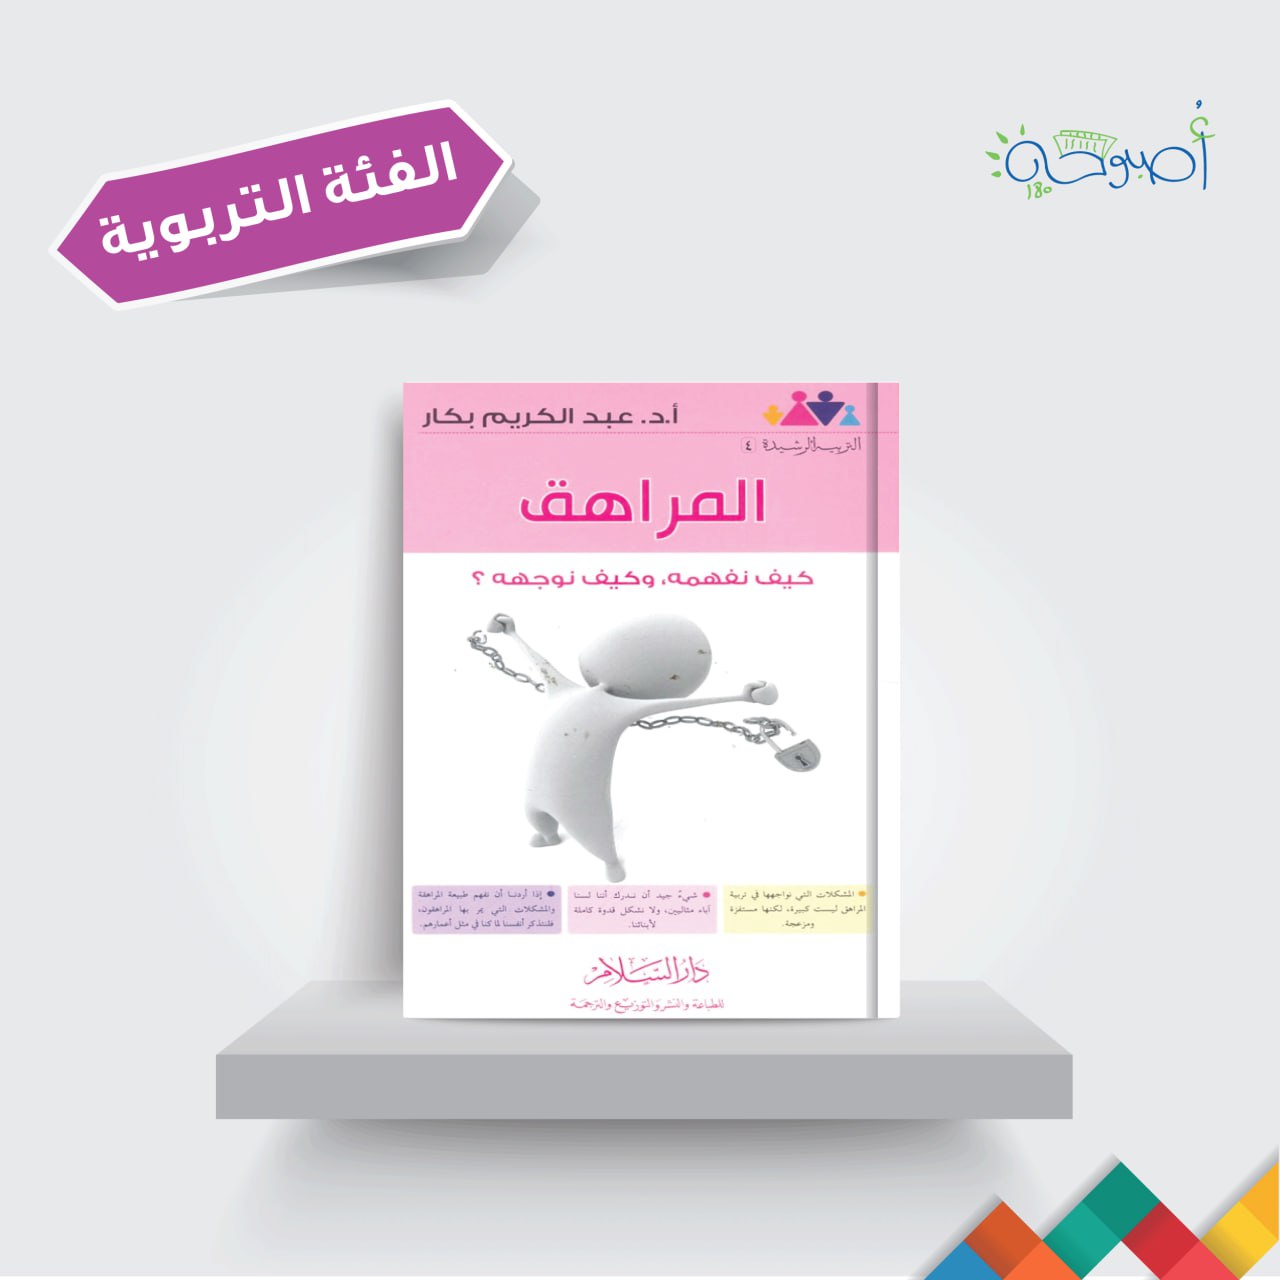 أصبوحة
١٨٠
الفئة التربوية
أ.د. عبد الكريم بكار
التربية الرشيدة ٤
المراهق
كيف نفهمه، وكيف نوجهه ؟
المشكلات التي نواجهها في تربية
المراهق ليست كبيرة، لكنها مستفزة
ومزعجة.
شيءٌ جيد أن ندرك أننا لسنا
آباء مثاليين، ولا نشكل قدوة كاملة
لأبنائنا.
إذا أردنا أن نفهم طبيعة المراهقة
والمشكلات التي يمر بها المراهقون،
فلنتذكر أنفسنا لما كنا في مثل أعمارهم.
دار السلام
للطباعة والنشر والتوزيع والترجمة